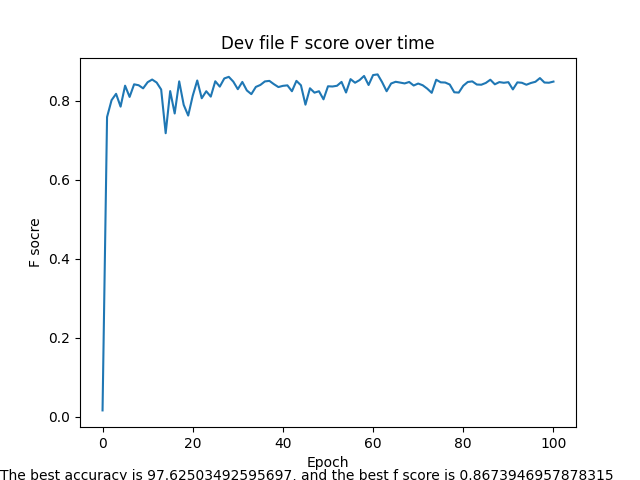 Dev file F score over time
F socre
0.8
0.6
0.4
0.2
0.0
0 20 40 60 80 100
Epoch
The best accuracy is 97.62503492595697, and the best f score is 0.8673946957878315